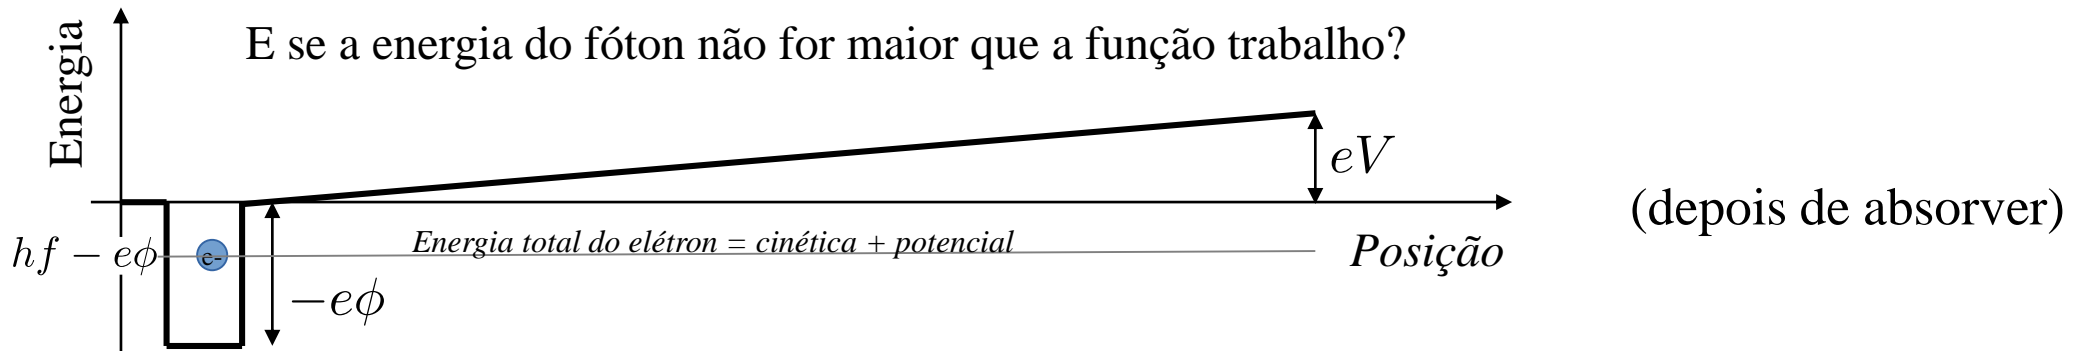 Energia
E se a energia do fóton não for maior que a função trabalho?
eV
(depois de absorver)
Energia total do elétron = cinética + potencial
hf − eϕ
e-
Posição
−eϕ